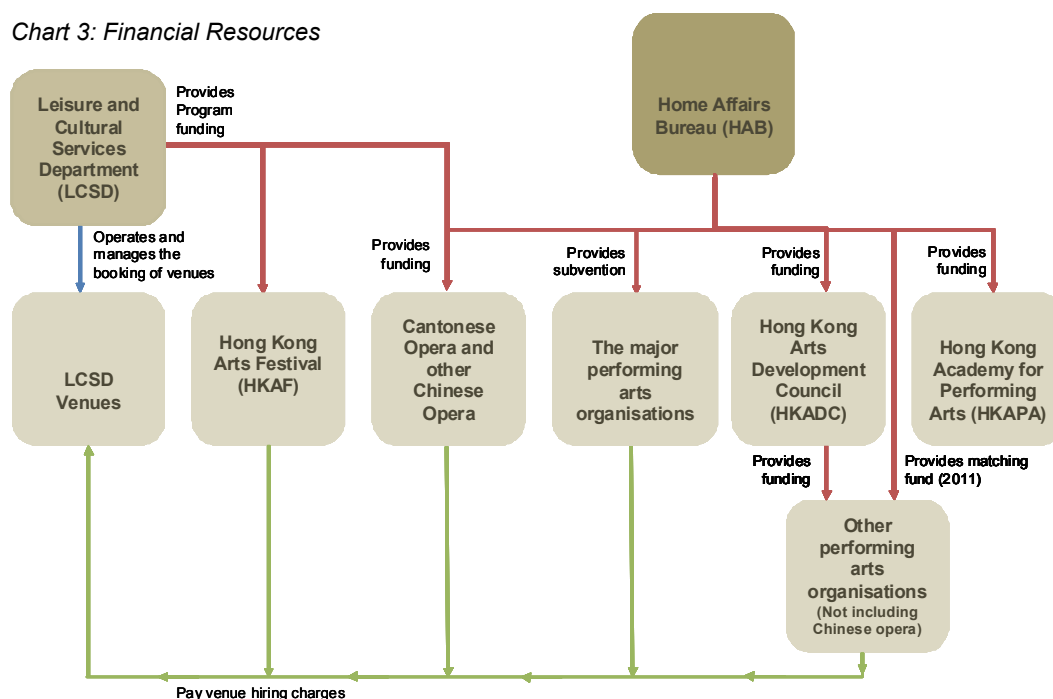 Chart 3: Financial Resources
Leisure and
Cultural
Services
Department
(LCSD)
Provides
Program
funding
Home Affairs
Bureau (HAB)
Operates and
manages the
booking of venues
Provides
funding
Provides
subvention
Provides
funding
Provides
funding
LCSD
Venues
Hong Kong
Arts Festival
(HKAF)
Cantonese
Opera and
other
Chinese
Opera
The major
performing
arts
organisations
Hong Kong
Arts
Development
Council
(HKADC)
Hong Kong
Academy for
Performing
Arts (HKAPA)
Provides
funding
Provides matching
fund (2011)
Other
performing
arts
organisations
(Not including
Chinese opera)
Pay venue hiring charges